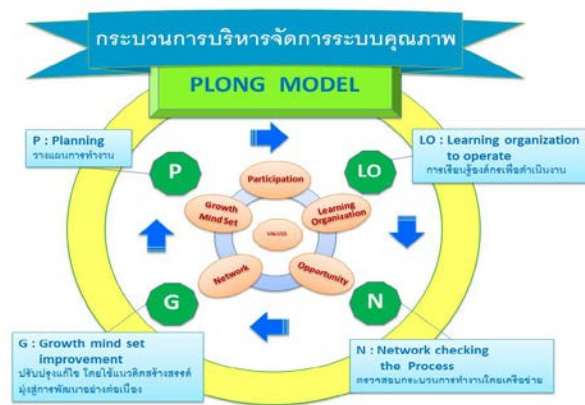 กระบวนการบริหารจัดการระบบคุณภาพ
PLONG MODEL
P : Planning
วางแผนการทำงาน
LO : Learning organization
to operate
การเรียนรู้องค์กรเพื่อดำเนินงาน
P
LO
Participation
Growth
Mind Set
Learning
Organization
VALUES
Network
Opportunity
G
N
G : Growth mind set
improvement
ปรับปรุงแก้ไข โดยใช้แนวคิดสร้างสรรค์
มุ่งสู่การพัฒนาอย่างต่อเนื่อง
N : Network checking
the Process
ตรวจสอบกระบวนการทำงานโดยเครือข่าย